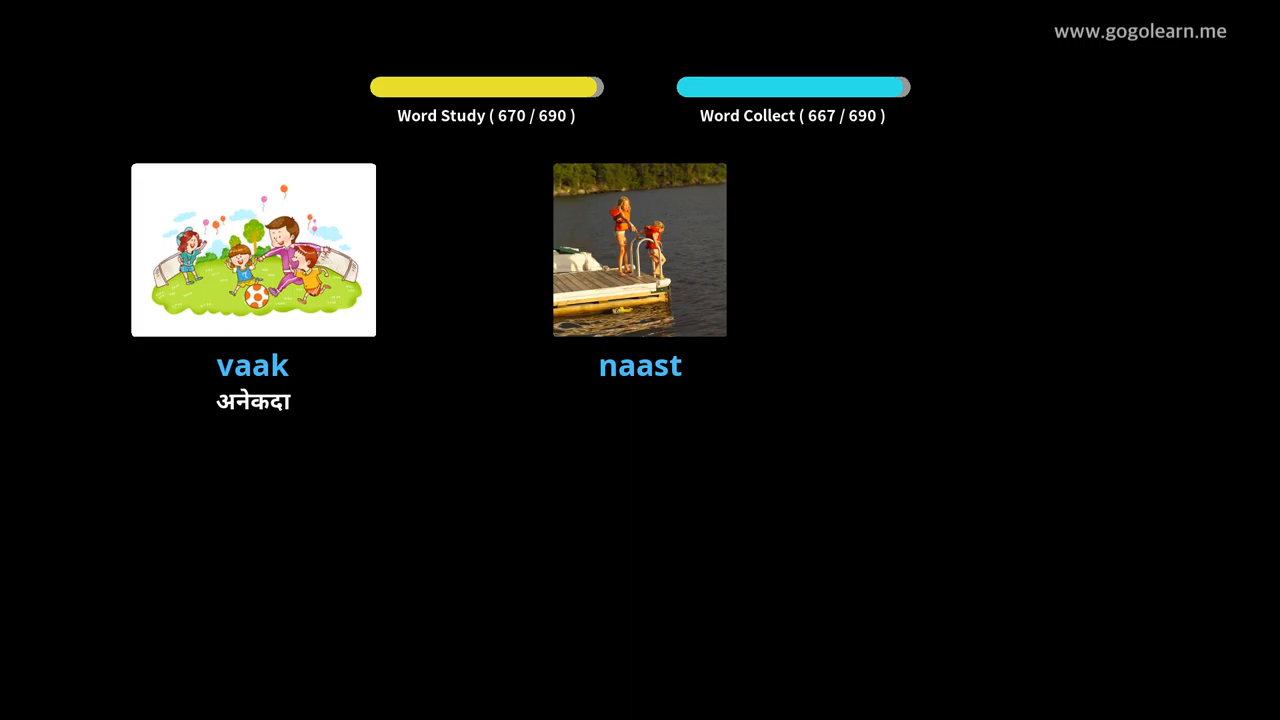 www.gogolearn.me
Word Study ( 670 / 690 )
Word Collect ( 667 / 690 )
vaak
अनेकदा
naast